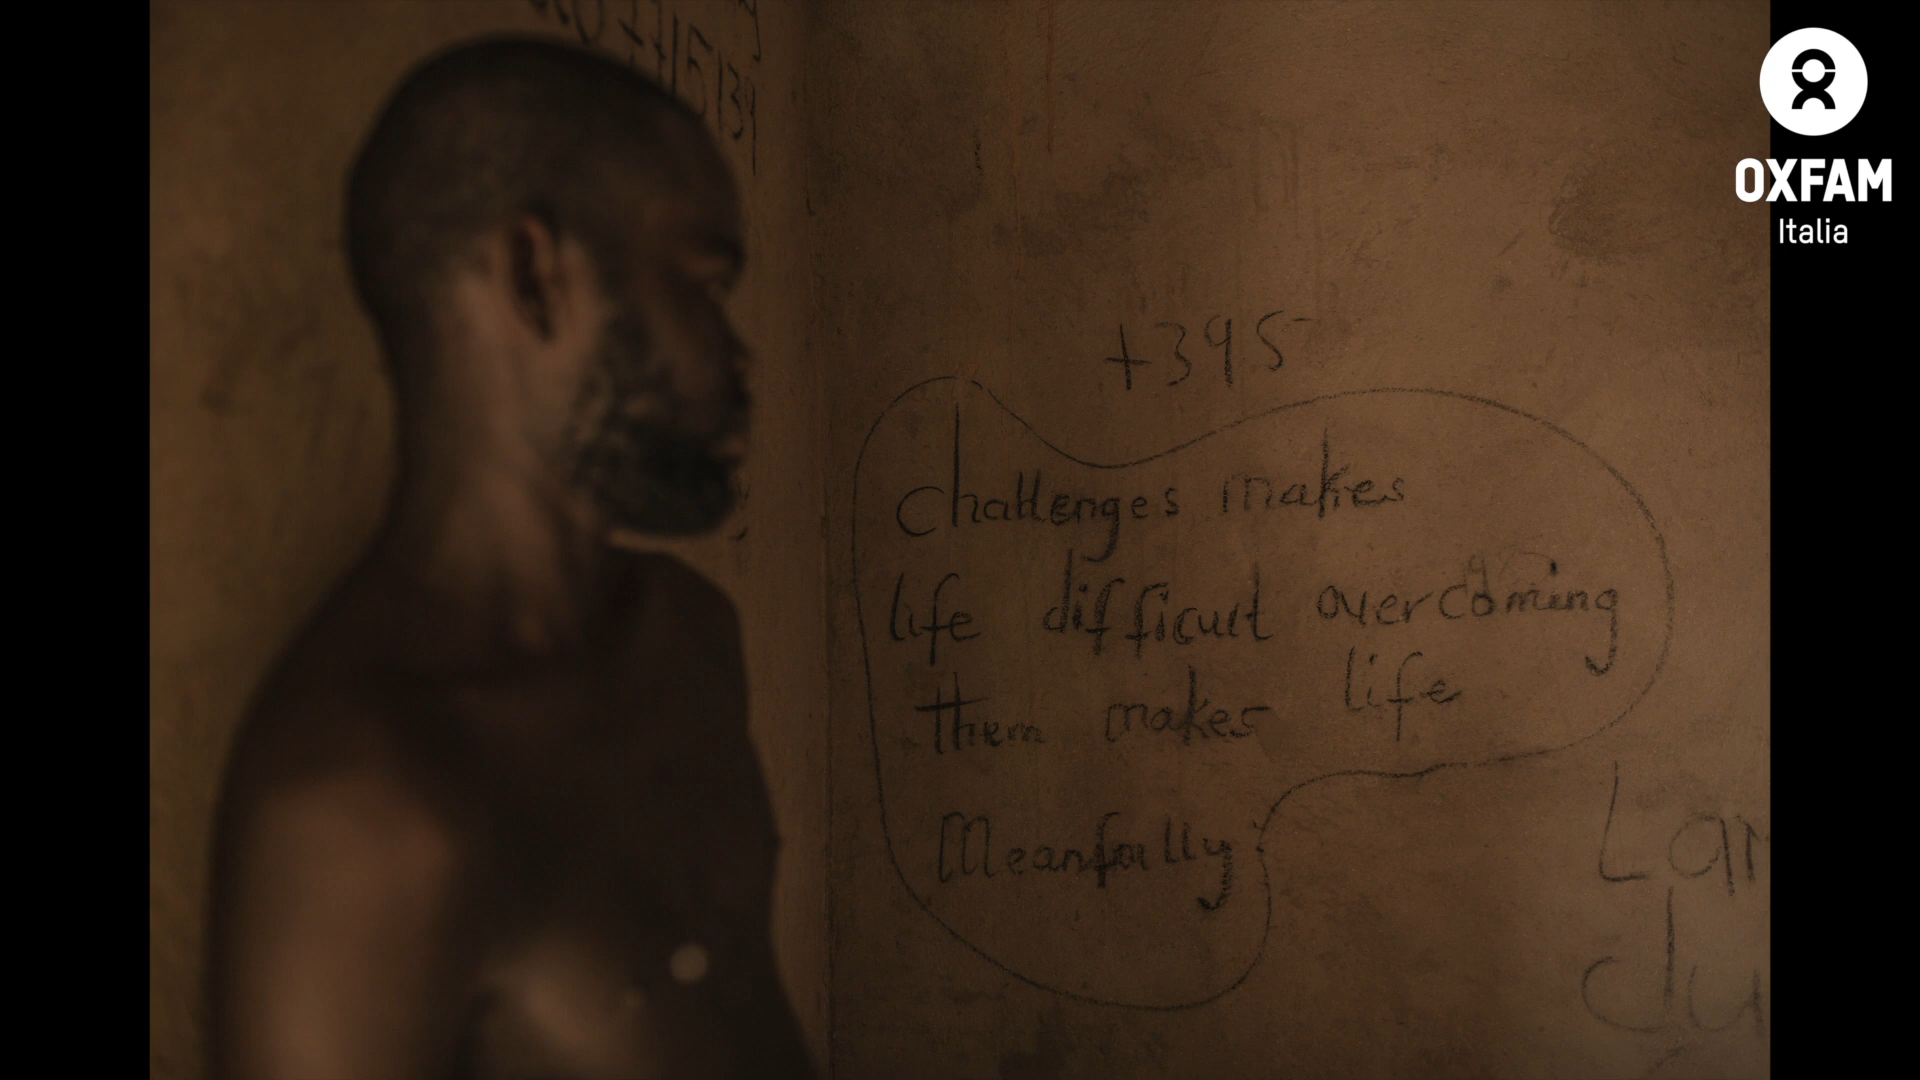 OXFAM
Italia
+395
Challenges makes
life difficult overcoming
them makes life
Meanfully